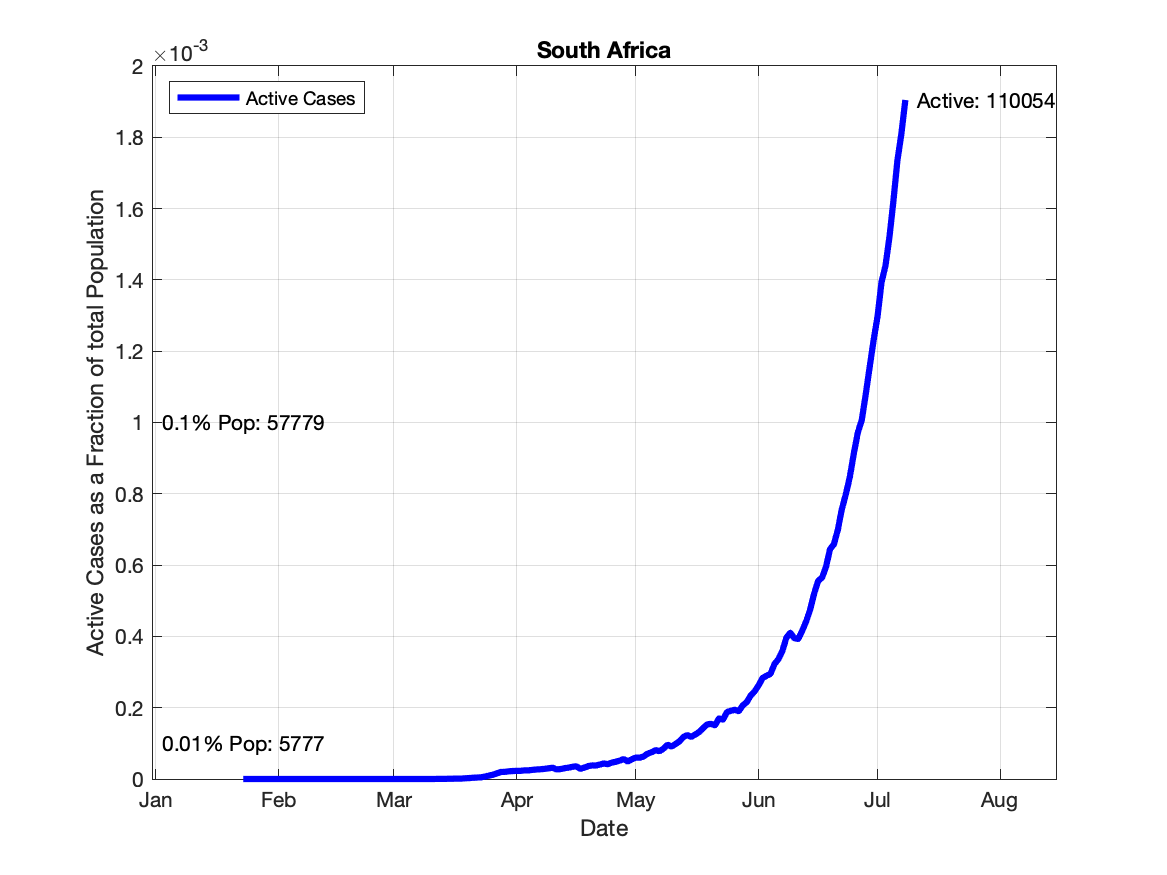 South Africa
×10-3
Active Cases
Active: 110054
2
1.8
1.6
1.4
1.2
1
0.8
0.6
0.4
0.2
0
0.1% Pop: 57779
0.01% Pop: 5777
Active Cases as a Fraction of total Population
Jan Feb Mar Apr May Jun Jul Aug
Date